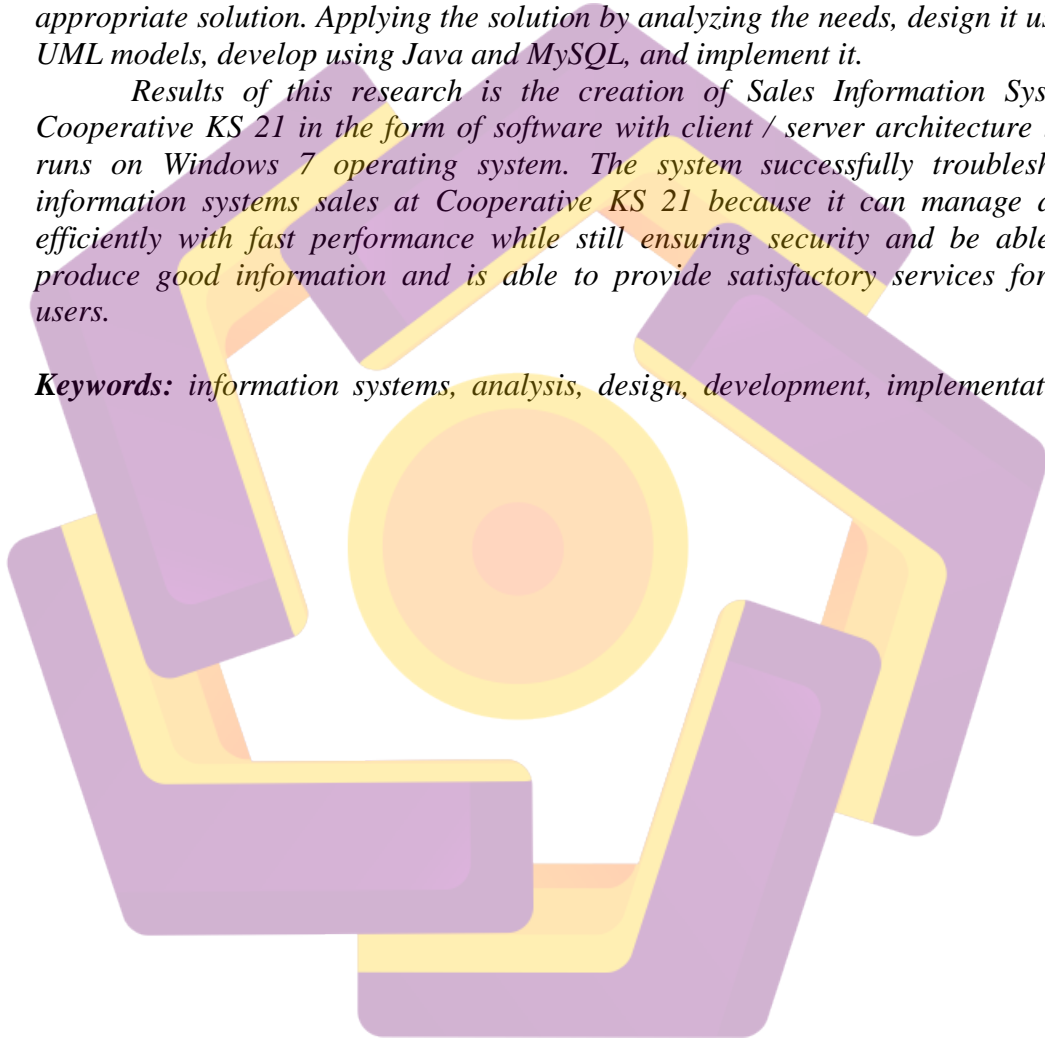 appropriate solution. Applying the solution by analyzing the needs, design it us
UML models, develop using Java and MySQL, and implement it.
Results of this research is the creation of Sales Information Sys
Cooperative KS 21 in the form of software with client / server architecture
runs on Windows 7 operating system. The system successfully troublesh
information systems sales at Cooperative KS 21 because it can manage
efficiently with fast performance while still ensuring security and be able
produce good information and is able to provide satisfactory services for
users.
Keywords: information systems, analysis, design, development, implementat